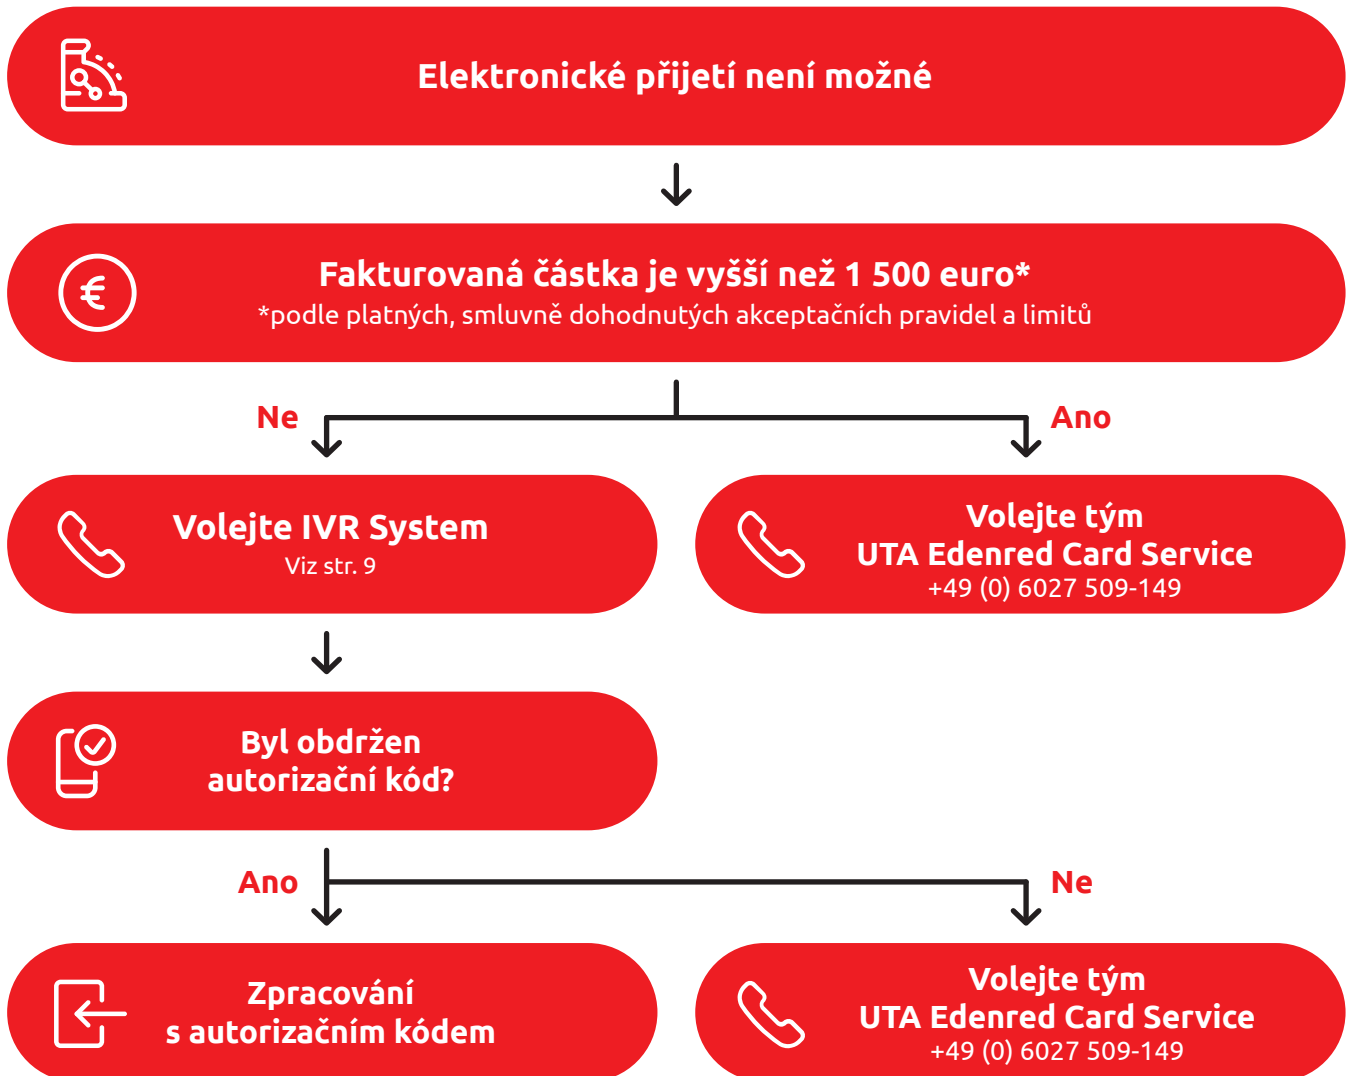 Elektronické přijetí není možné
€
Fakturovaná částka je vyšší než 1 500 euro*
*podle platných, smluvně dohodnutých akceptačních pravidel a limitů
Ne
Ano
Volejte IVR System
Viz str. 9
Volejte tým
UTA Edenred Card Service
+49 (0) 6027 509-149
Byl obdržen
autorizační kód?
Ano
Ne
Zpracování
s autorizačním kódem
Volejte tým
UTA Edenred Card Service
+49 (0) 6027 509-149